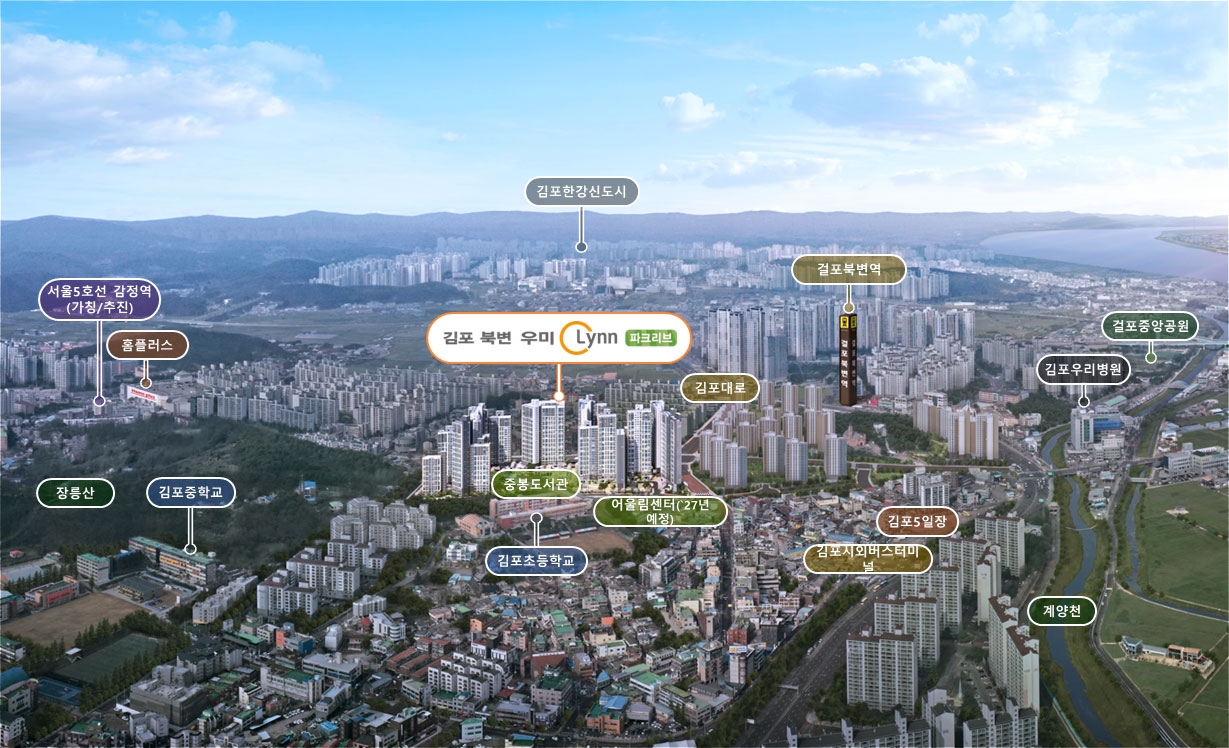 김포한강신도시
걸포북변역
서울5호선 감정역
(가칭/추진)
홈플러스
김포 북변 우미 Lynn 파크리브
걸포북변역
걸포중앙공원
김포우리병원
김포대로
장릉산
김포중학교
중봉도서관
어울림센터('27년
예정)
김포5일장
김포초등학교
김포시외버스터미
널
계양천